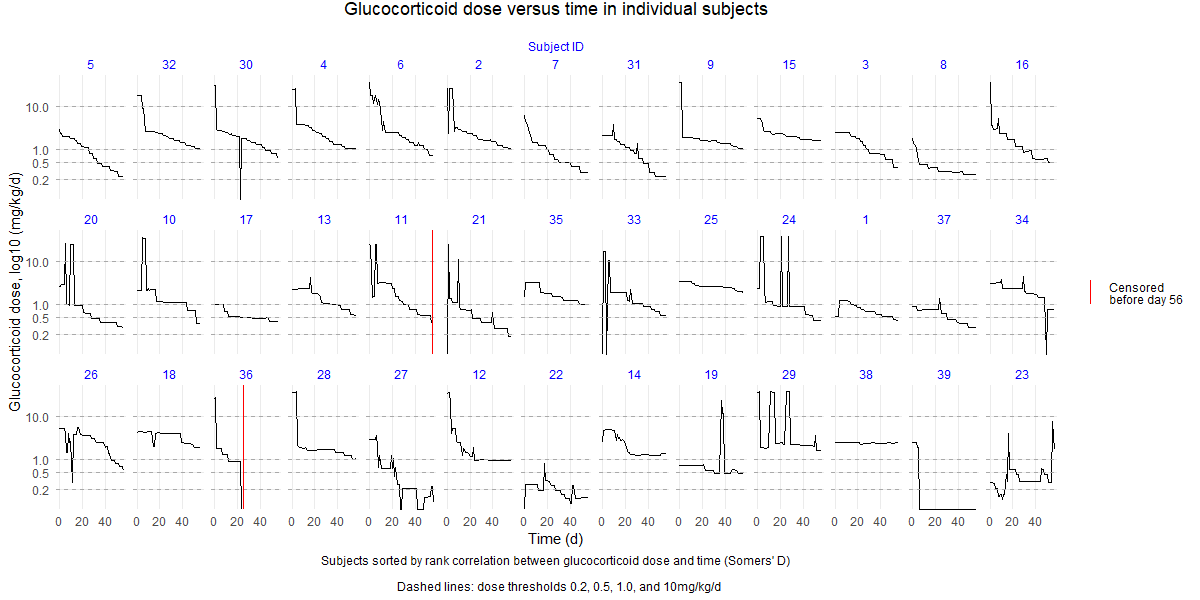 Glucocorticoid dose versus time in individual subjects
Subject ID
5 32 30 4 6 2 7 31 9 15 3 8 16
10.0
1.0
0.5
0.2
20 10 17 13 11 21 35 33 25 24 1 37 34
10.0
1.0
0.5
0.2
26 18 36 28 27 12 22 14 19 29 38 39 23
10.0
1.0
0.5
0.2
0 20 40 0 20 40 0 20 40 0 20 40 0 20 40 0 20 40 0 20 40 0 20 40 0 20 40 0 20 40 0 20 40 0 20 40 0 20 40
Glucocorticoid dose, log10 (mg/kg/d)
Time (d)
Censored
before day 56
Subjects sorted by rank correlation between glucocorticoid dose and time (Somers' D)
Dashed lines: dose thresholds 0.2, 0.5, 1.0, and 10mg/kg/d